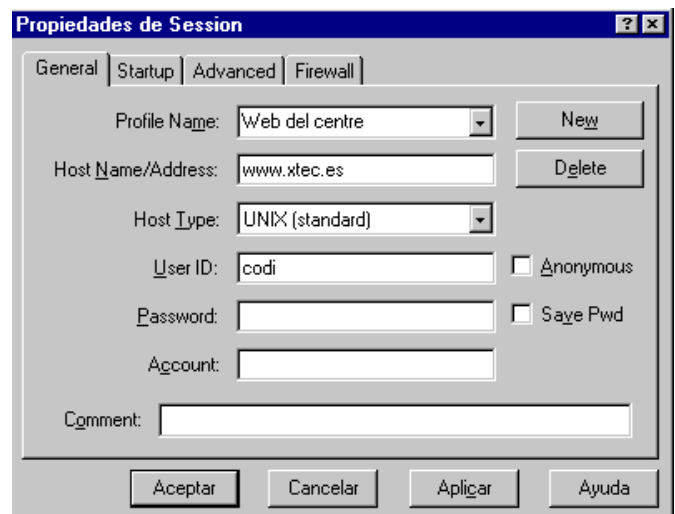 Propiedades de Session
General Startup Advanced Firewall
Profile Name: Web del centre New
Host Name/Address: www.xtec.es Delete
Host Type: UNIX (standard)
User ID: codi Anonymous
Password: Save Pwd
Account:
Comment:
Aceptar Cancelar Aplicar Ayuda